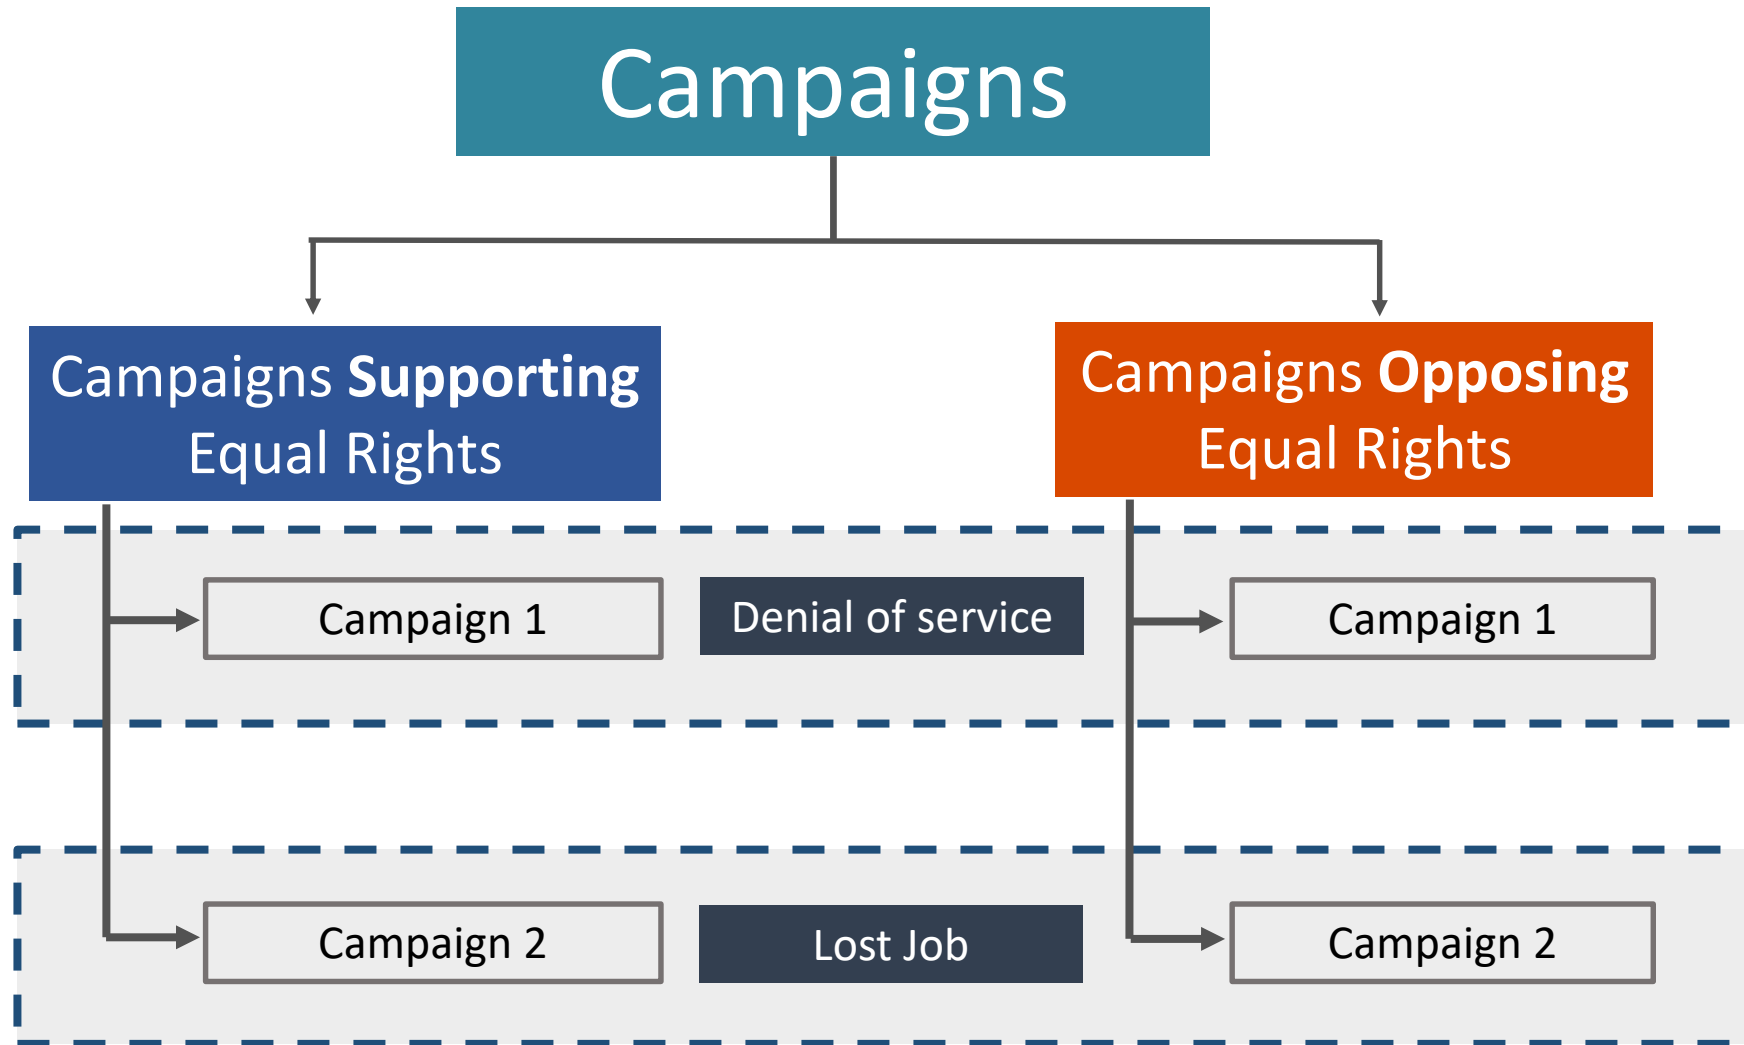 Campaigns
Campaigns Supporting
Equal Rights
Campaigns Opposing
Equal Rights
Campaign 1
Denial of service
Campaign 1
Campaign 2
Lost Job
Campaign 2